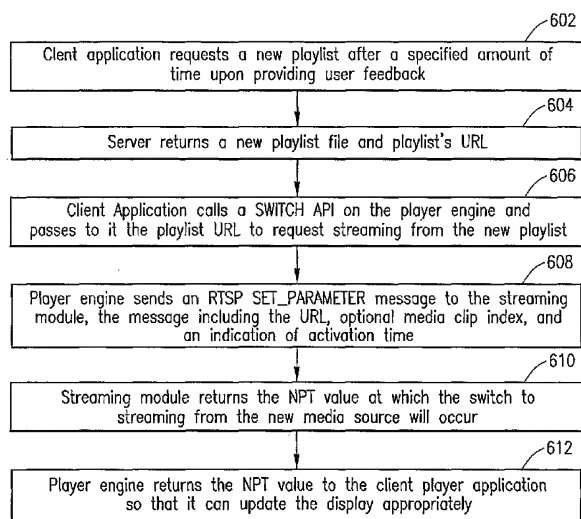 602
Client application requests a new playlist after a specified amount of
time upon providing user feedback
604
Server returns a new playlist file and playlist's URL
606
Client Application calls a SWITCH API on the player engine and
passes to it the playlist URL to request streaming from the new playlist
608
Player engine sends an RTSP SET_PARAMETER message to the streaming
module, the message including the URL, optional media clip index, and
an indication of activation time
610
Streaming module returns the NPT value at which the switch to
streaming from the new media source will occur
612
Player engine returns the NPT value to the client player application
so that it can update the display appropriately